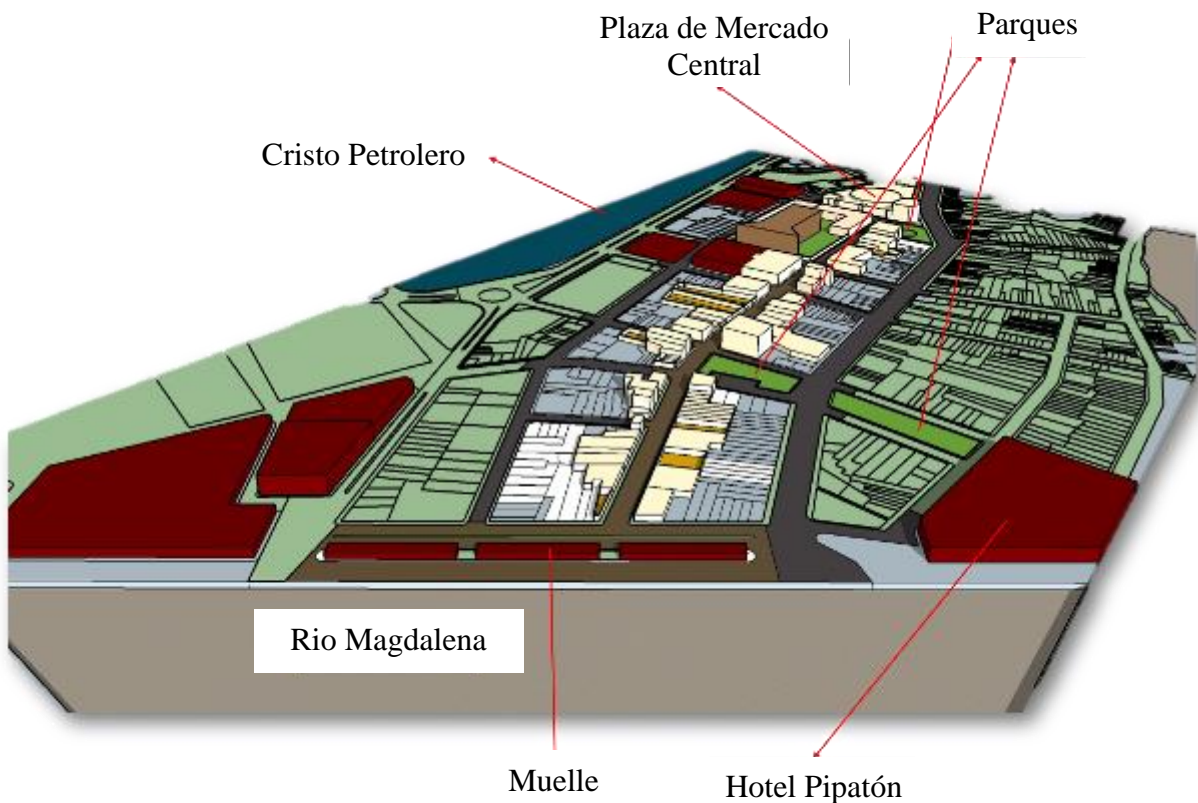 Plaza de Mercado
Central
Parques
Cristo Petrolero
Rio Magdalena
Muelle
Hotel Pipatón